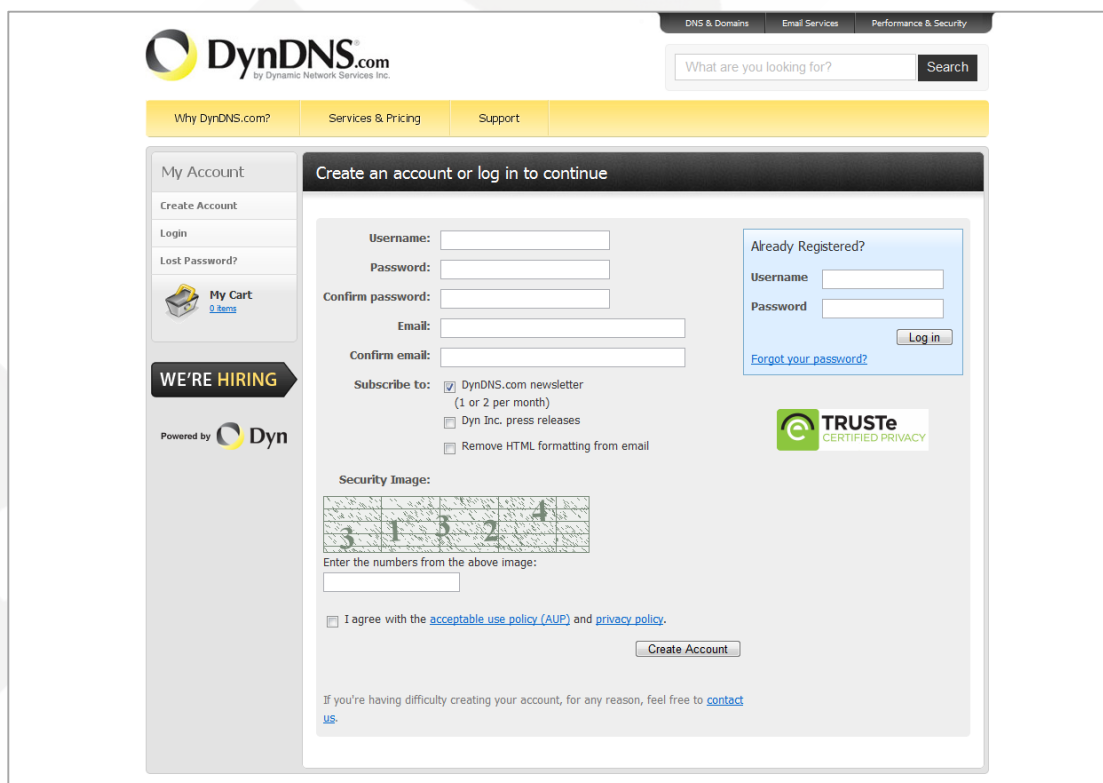 DNS & Domains
Email Services
Performance & Security
DynDNS.com
by Dynamic Network Services Inc.
What are you looking for?
Search
Why DynDNS.com?
Services & Pricing
Support
My Account
Create Account
Login
Lost Password?
My Cart
0 items
WE'RE HIRING
Powered by Dyn
Create an account or log in to continue
Username:
Password:
Confirm password:
Email:
Confirm email:
Subscribe to:
DynDNS.com newsletter
(1 or 2 per month)
Dyn Inc. press releases
Remove HTML formatting from email
Security Image:
3 1 3 2 4
Enter the numbers from the above image:
I agree with the acceptable use policy (AUP) and privacy policy.
Create Account
If you're having difficulty creating your account, for any reason, feel free to contact
us.
Already Registered?
Username
Password
Log in
Forgot your password?
TRUSTe
CERTIFIED PRIVACY